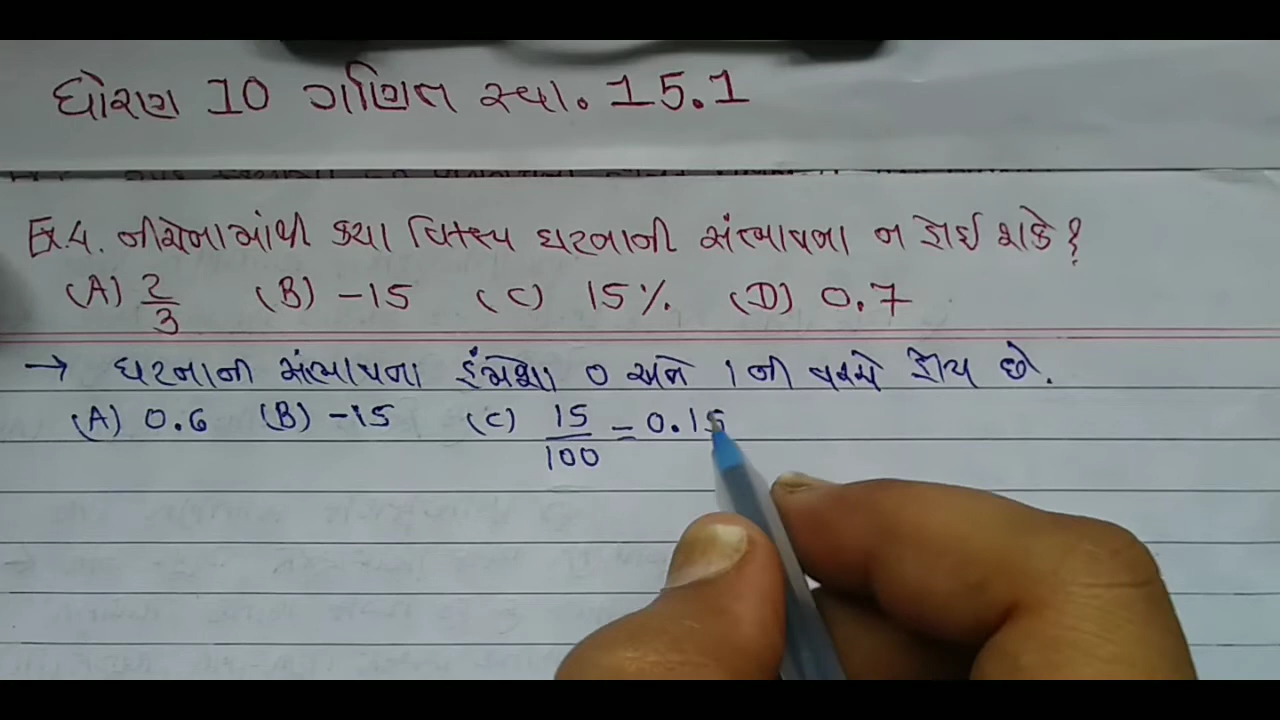 ધોરણ 10 ગણિત સ્વા. 15.1
Ex.4. નીચેનામાંથી કયા વિકલ્પ ઘટનાની સંભાવના ન હોઈ શકે?
(A) 2/3 (B) -15 (C) 15% (D) 0.7
→ ઘટનાની સંભાવના હંમેશા 0 અને 1 ની વચ્ચે હોય છે.
(A) 0.6 (B) -15 (C) 15/100 = 0.15